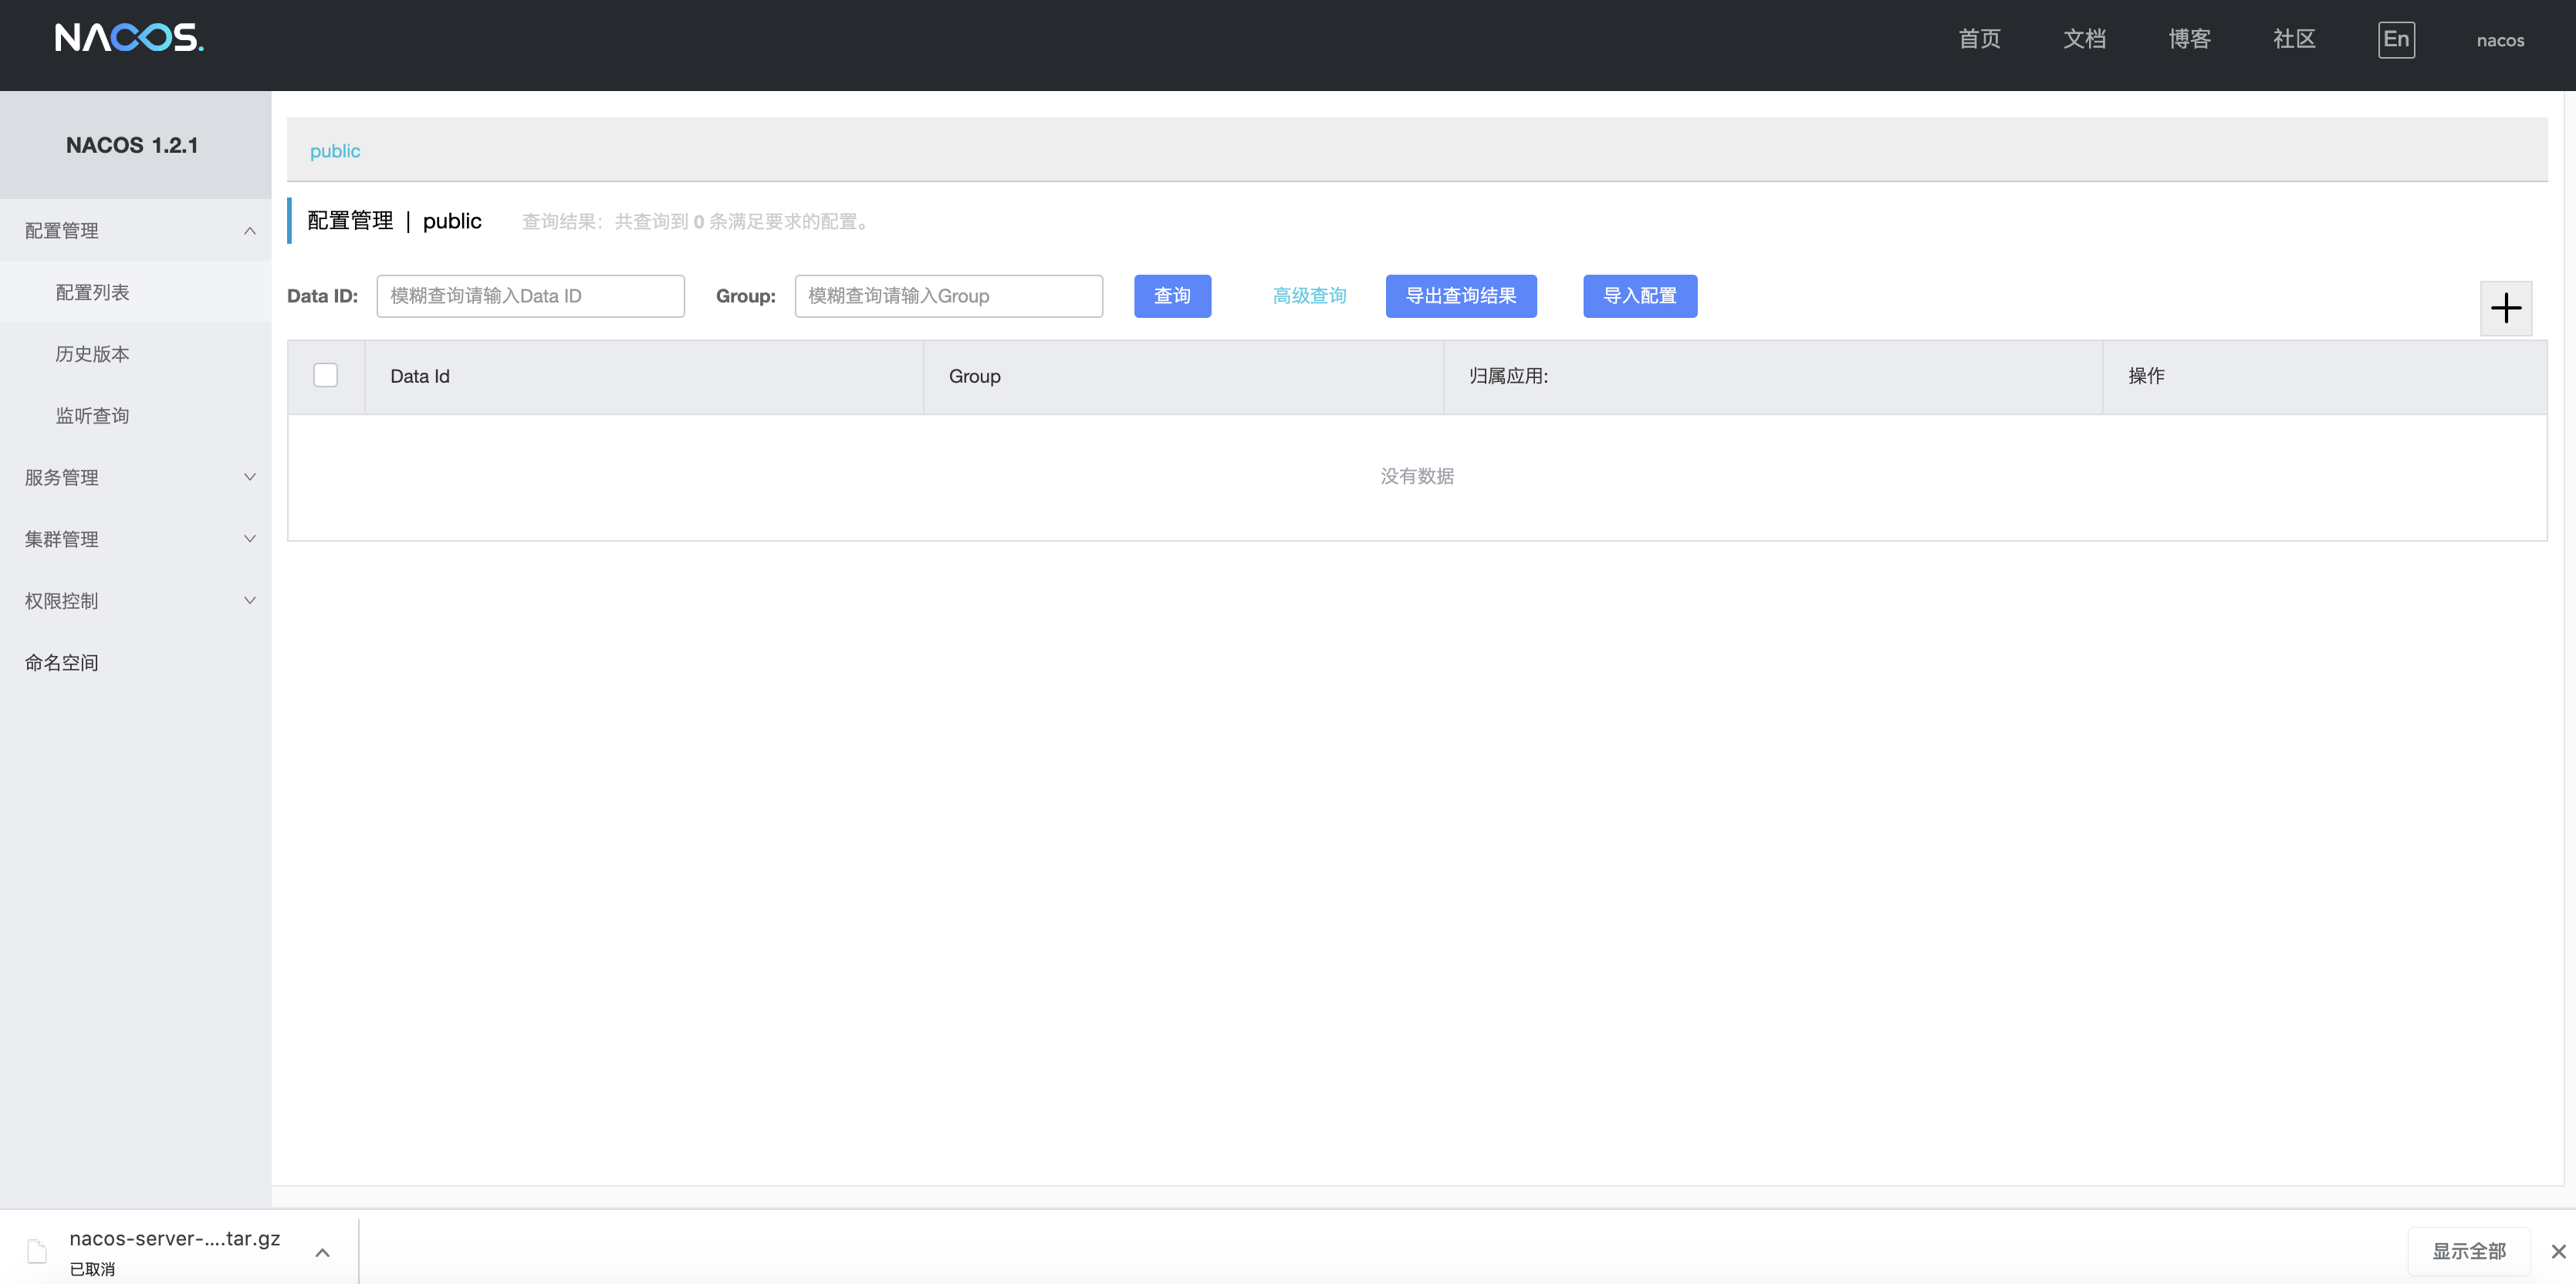 NACOS. 首页 文档 博客 社区 En nacos
NACOS 1.2.1
public
配置管理 | public 查询结果：共查询到 0 条满足要求的配置。
配置管理
配置列表
历史版本
监听查询
服务管理
集群管理
权限控制
命名空间
Data ID: 模糊查询请输入Data ID Group: 模糊查询请输入Group 查询 高级查询 导出查询结果 导入配置
Data Id Group 归属应用: 操作
没有数据
nacos-server-....tar.gz
已取消
显示全部